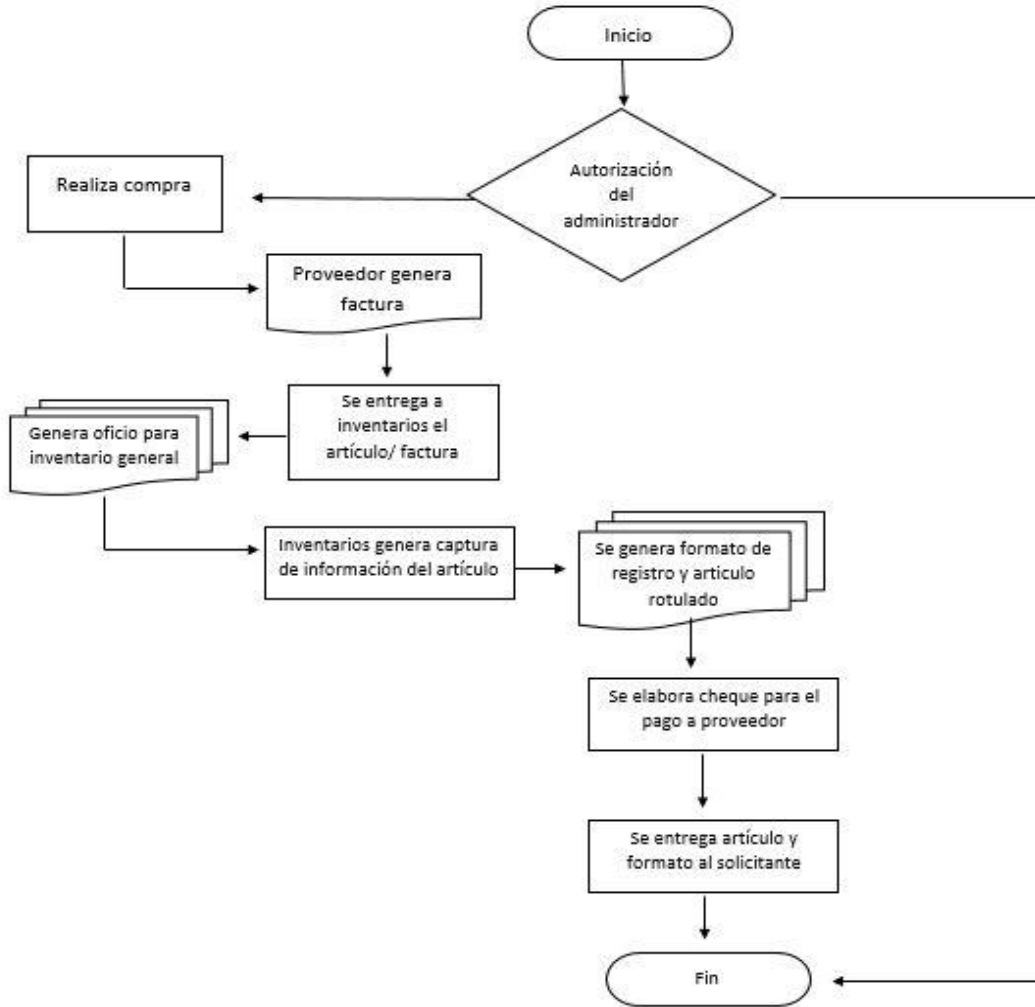 Inicio
Autorización
del
administrador
Realiza compra
Proveedor genera
factura
Se entrega a
inventarios el
artículo/ factura
Genera oficio para
inventario general
Inventarios genera captura
de información del artículo
Se genera formato de
registro y articulo
rotulado
Se elabora cheque para el
pago a proveedor
Se entrega artículo y
formato al solicitante
Fin